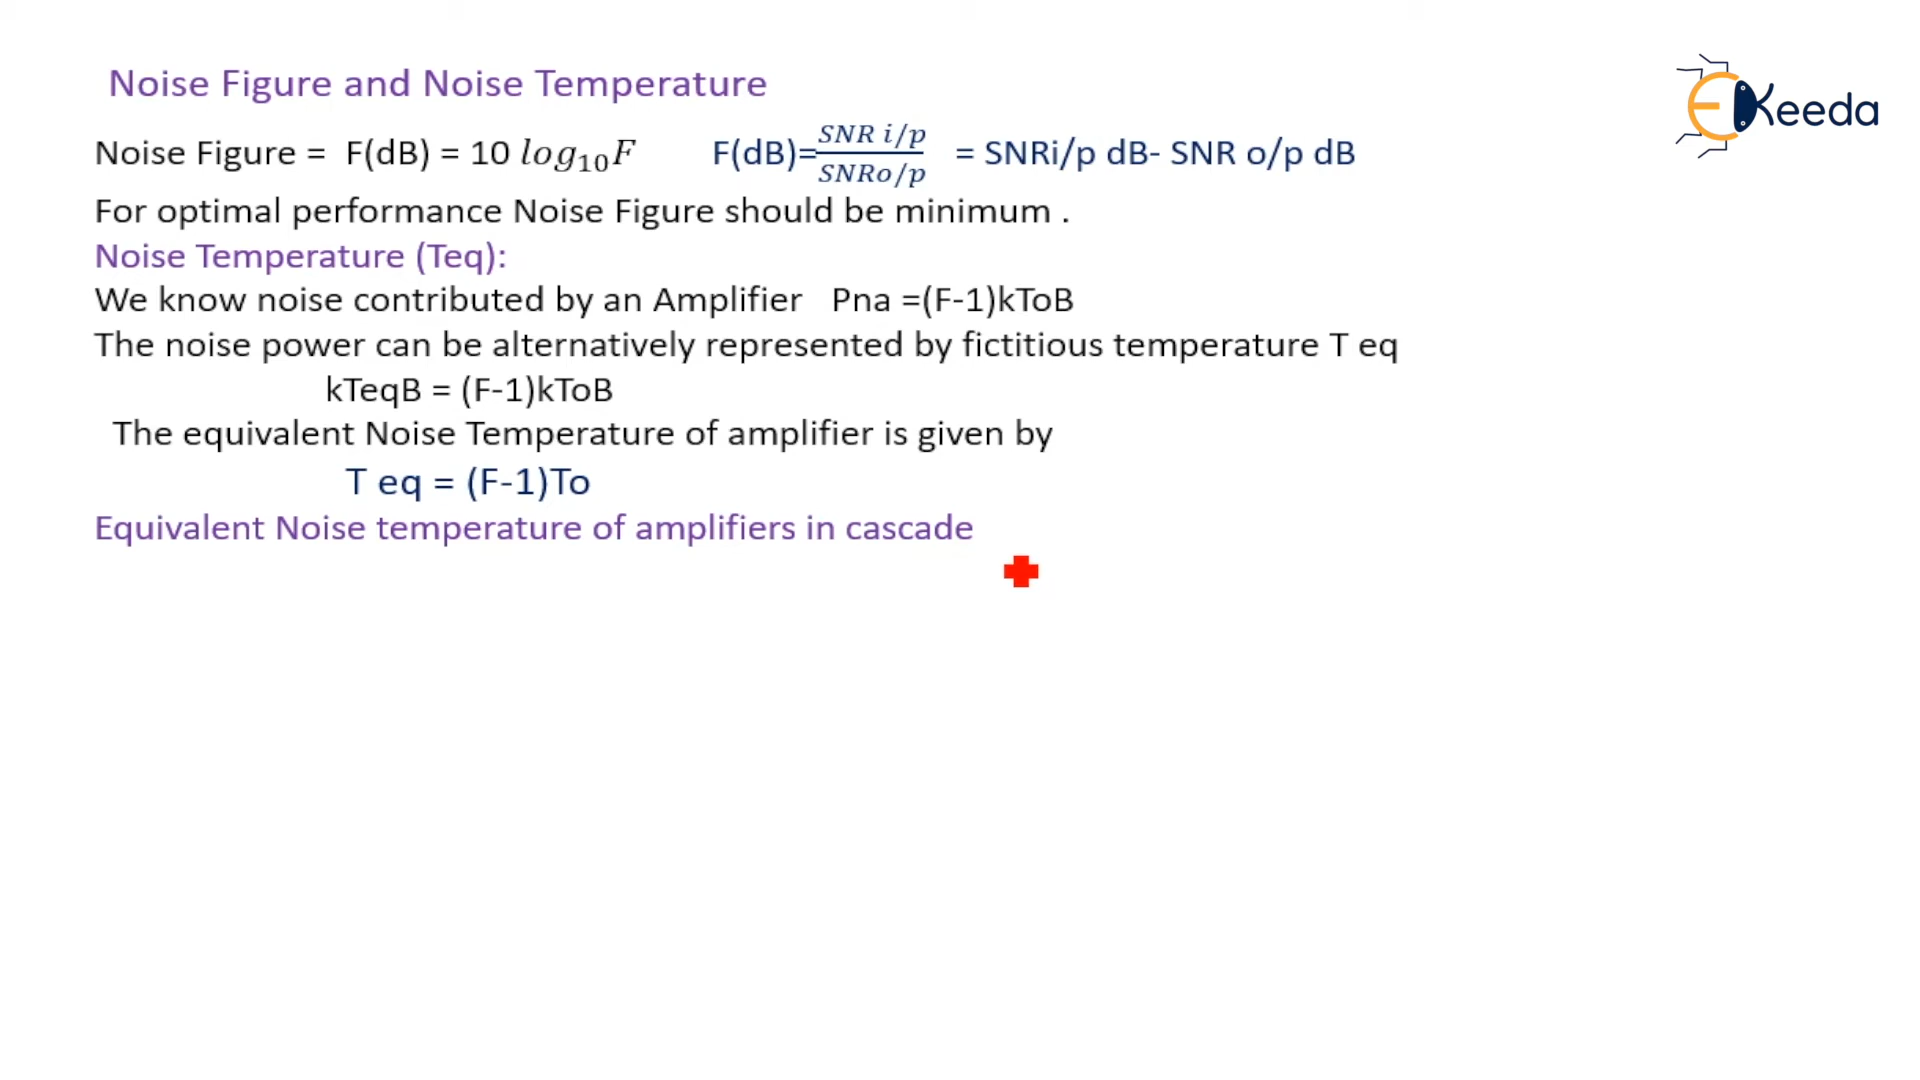 Noise Figure and Noise Temperature
EKeeda
Noise Figure = F(dB) = 10 log₁₀F F(dB)=SNR i/p / SNRo/p = SNRi/p dB- SNR o/p dB
For optimal performance Noise Figure should be minimum .
Noise Temperature (Teq):
We know noise contributed by an Amplifier Pna =(F-1)kToB
The noise power can be alternatively represented by fictitious temperature T eq
kTeqB = (F-1)kToB
The equivalent Noise Temperature of amplifier is given by
T eq = (F-1)To
Equivalent Noise temperature of amplifiers in cascade